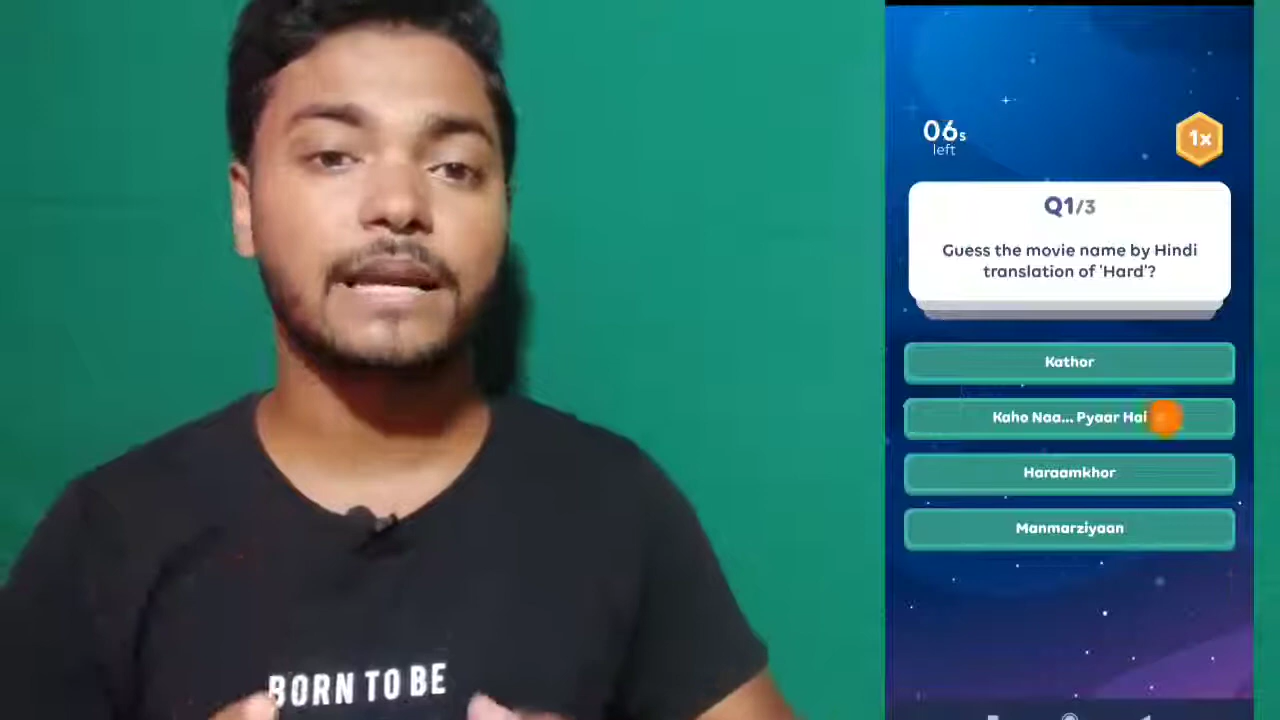 BORN TO BE
06s
left
1x
Q1/3
Guess the movie name by Hindi
translation of 'Hard'?
Kathor
Kaho Naa... Pyaar Hai
Haraamkhor
Manmarziyaan